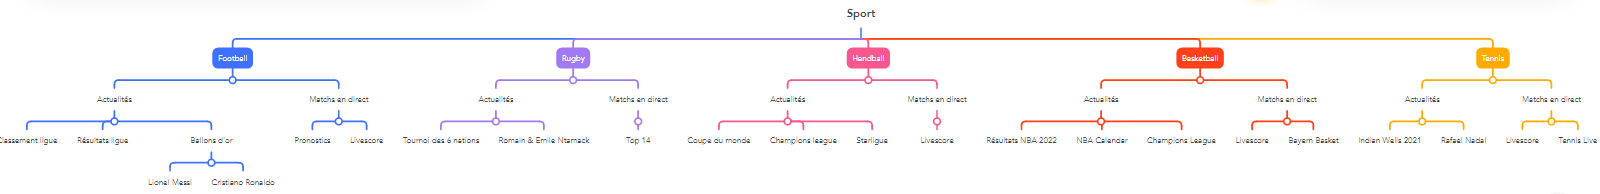 Sport
Football
Rugby
Handball
Basketball
Tennis
Actualités
Matchs en direct
Actualités
Matchs en direct
Actualités
Matchs en direct
Actualités
Matchs en direct
Actualités
Matchs en direct
Classement ligue
Résultats ligue
Ballons d'or
Pronostics
Livescore
Tournoi des 6 nations
Romain & Emile Ntamack
Top 14
Coupe du monde
Champions league
Starligue
Livescore
Résultats NBA 2022
NBA Calendar
Champions League
Livescore
Bayern Basket
Indian Wells 2021
Rafael Nadal
Livescore
Tennis Live
Lionel Messi
Cristiano Ronaldo